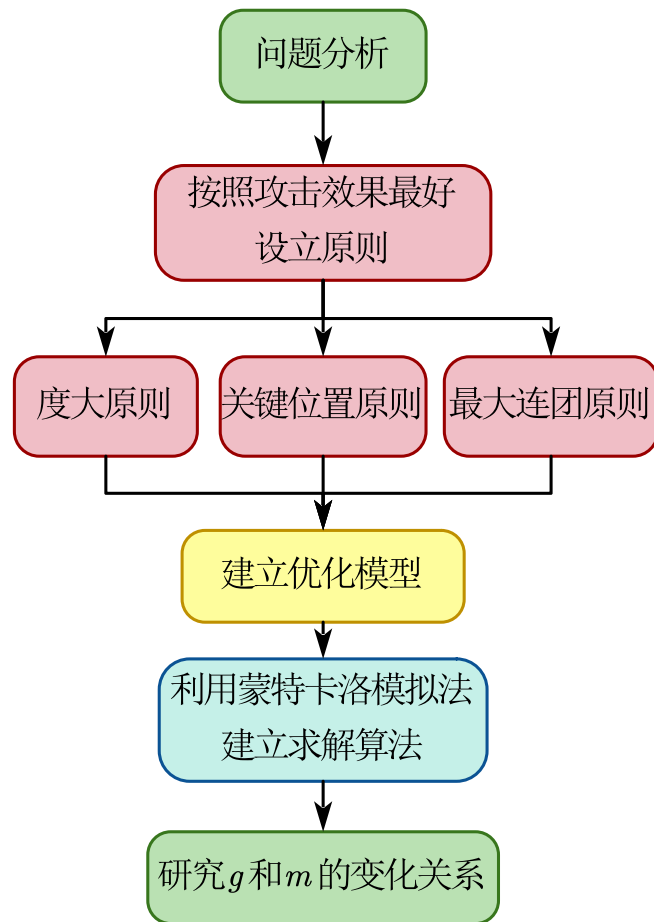 问题分析
按照攻击效果最好
设立原则
度大原则
关键位置原则
最大连团原则
建立优化模型
利用蒙特卡洛模拟法
建立求解算法
研究g和m的变化关系